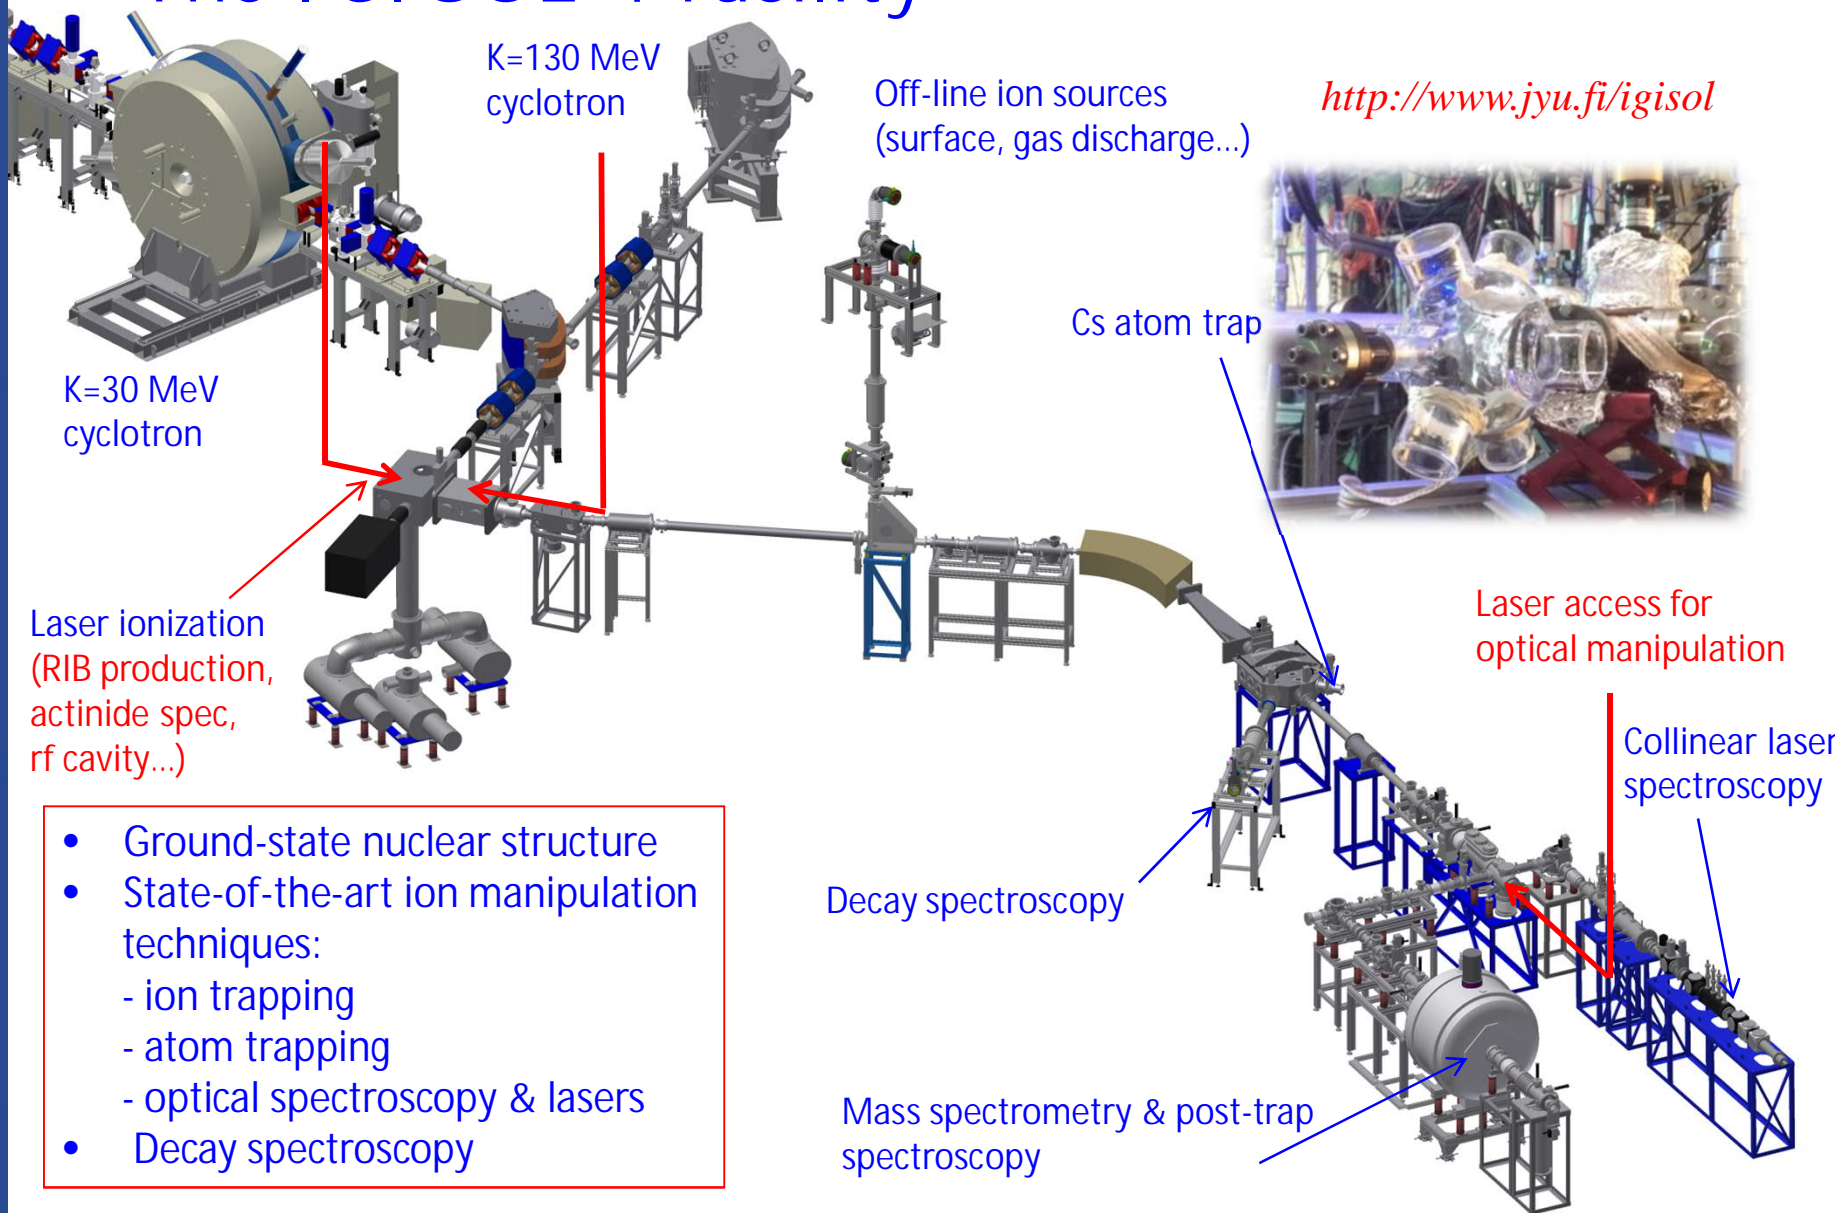 facility
K=130 MeV
cyclotron
Off-line ion sources
(surface, gas discharge...)
http://www.jyu.fi/igisol
Cs atom trap
K=30 MeV
cyclotron
Laser ionization
(RIB production,
actinide spec,
rf cavity...)
Laser access for
optical manipulation
Collinear laser
spectroscopy
Decay spectroscopy
Mass spectrometry & post-trap
spectroscopy
• Ground-state nuclear structure
• State-of-the-art ion manipulation
techniques:
- ion trapping
- atom trapping
- optical spectroscopy & lasers
• Decay spectroscopy